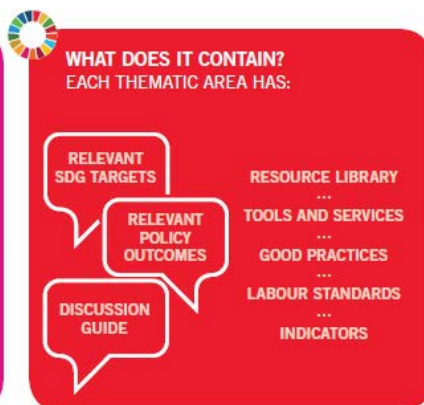 WHAT DOES IT CONTAIN?
EACH THEMATIC AREA HAS:
RELEVANT
SDG TARGETS
RELEVANT
POLICY
OUTCOMES
DISCUSSION
GUIDE
RESOURCE LIBRARY
...
TOOLS AND SERVICES
...
GOOD PRACTICES
...
LABOUR STANDARDS
...
INDICATORS